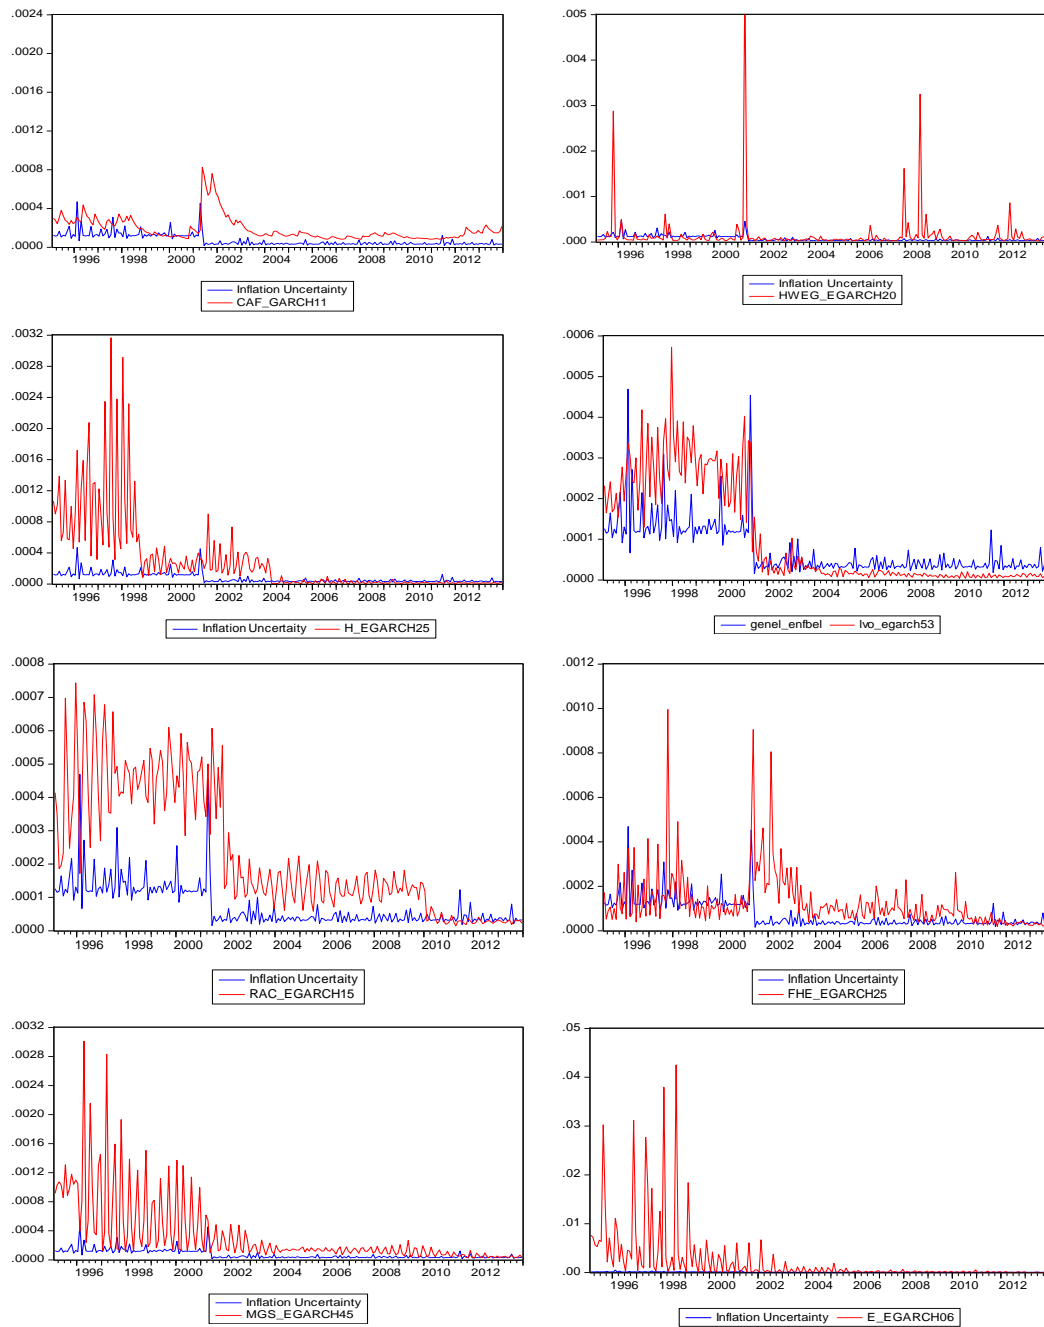 .0024
.0020
.0016
.0012
.0008
.0004
.0000
1996 1998 2000 2002 2004 2006 2008 2010 2012
Inflation Uncertainty
CAF_GARCH11
.005
.004
.003
.002
.001
.000
1996 1998 2000 2002 2004 2006 2008 2010 2012
Inflation Uncertainty
HWEG_EGARCH20
.0032
.0028
.0024
.0020
.0016
.0012
.0008
.0004
.0000
1996 1998 2000 2002 2004 2006 2008 2010 2012
Inflation Uncertaity H_EGARCH25
.0006
.0005
.0004
.0003
.0002
.0001
.0000
1996 1998 2000 2002 2004 2006 2008 2010 2012
genel_enfbel lvo_egarch53
.0008
.0007
.0006
.0005
.0004
.0003
.0002
.0001
.0000
1996 1998 2000 2002 2004 2006 2008 2010 2012
Inflation Uncertaity
RAC_EGARCH15
.0012
.0010
.0008
.0006
.0004
.0002
.0000
1996 1998 2000 2002 2004 2006 2008 2010 2012
Inflation Uncertainty
FHE_EGARCH25
.0032
.0028
.0024
.0020
.0016
.0012
.0008
.0004
.0000
1996 1998 2000 2002 2004 2006 2008 2010 2012
Inflation Uncertainty
MGS_EGARCH45
.05
.04
.03
.02
.01
.00
1996 1998 2000 2002 2004 2006 2008 2010 2012
Inflation Uncertainty E_EGARCH06